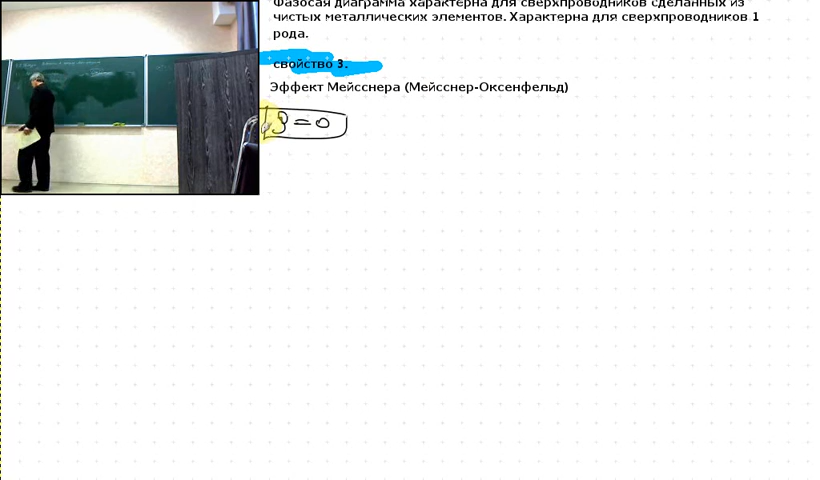 Фазосая диаграмма характерна для сверхпроводников сделанных из
чистых металлических элементов. Характерна для сверхпроводников 1
рода.
свойство 3.
Эффект Мейсснера (Мейсснер-Оксенфельд)
B = 0